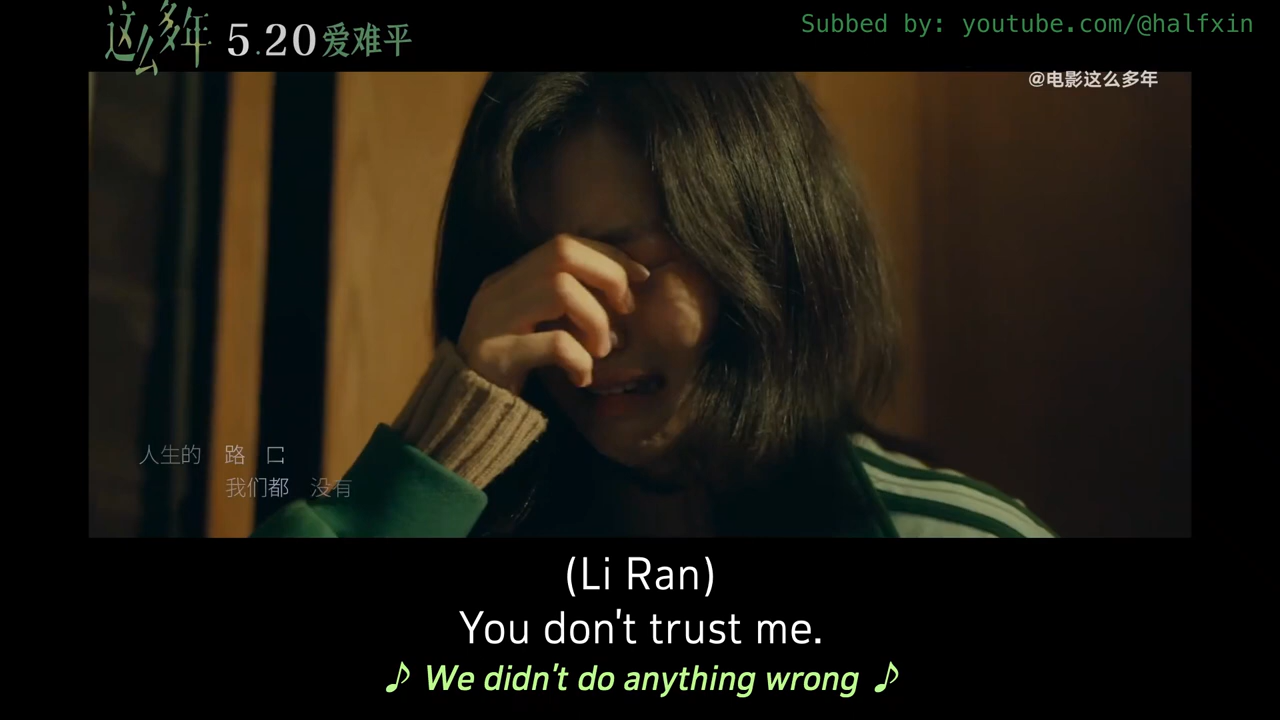 这么多年 5.20爱难平
Subbed by: youtube.com/@halfxin
@电影这么多年
人生的 路 口
我们都 没有
(Li Ran)
You don't trust me.
♪ We didn't do anything wrong ♪